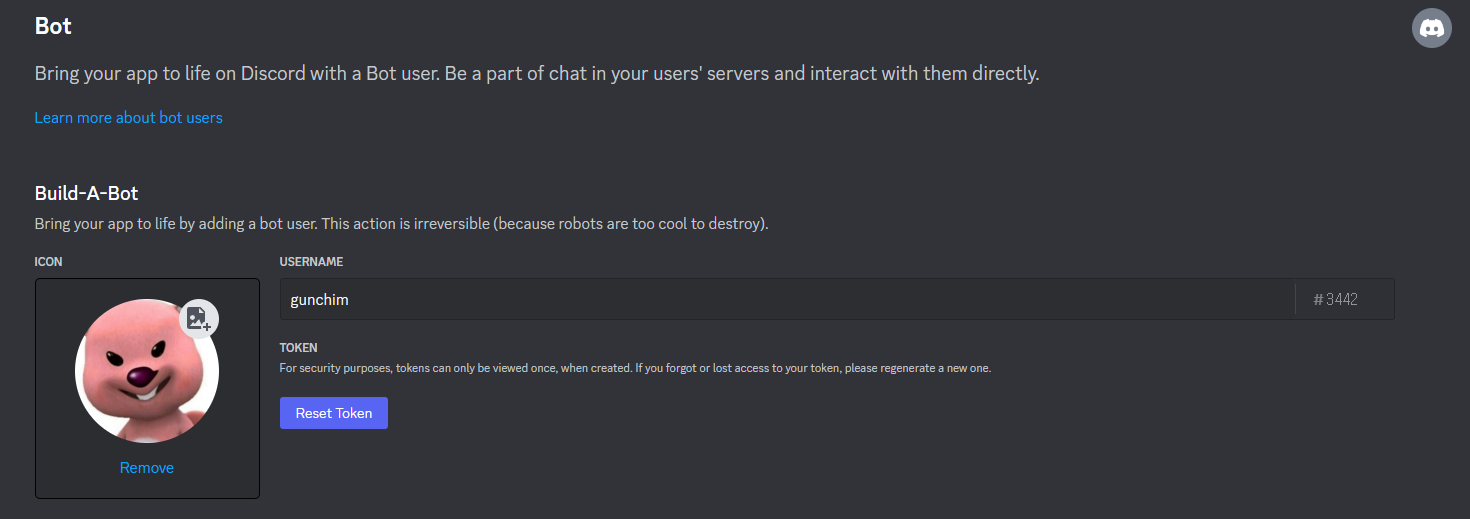 Bot
Bring your app to life on Discord with a Bot user. Be a part of chat in your users' servers and interact with them directly.
Learn more about bot users
Build-A-Bot
Bring your app to life by adding a bot user. This action is irreversible (because robots are too cool to destroy).
ICON
USERNAME
gunchim
#3442
TOKEN
For security purposes, tokens can only be viewed once, when created. If you forgot or lost access to your token, please regenerate a new one.
Reset Token
Remove